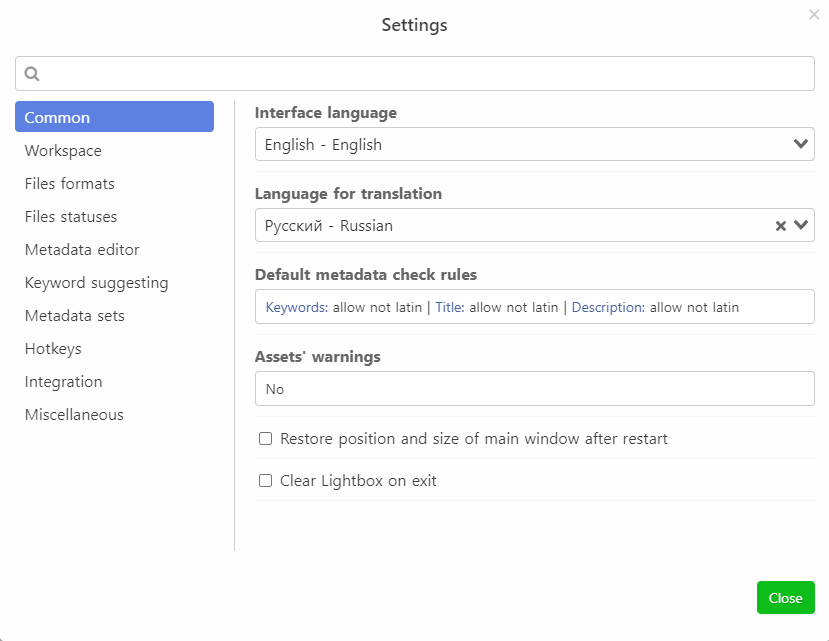 Settings
Common
Workspace
Files formats
Files statuses
Metadata editor
Keyword suggesting
Metadata sets
Hotkeys
Integration
Miscellaneous
Interface language
English - English
Language for translation
Русский - Russian
Default metadata check rules
Keywords: allow not latin | Title: allow not latin | Description: allow not latin
Assets' warnings
No
Restore position and size of main window after restart
Clear Lightbox on exit
Close